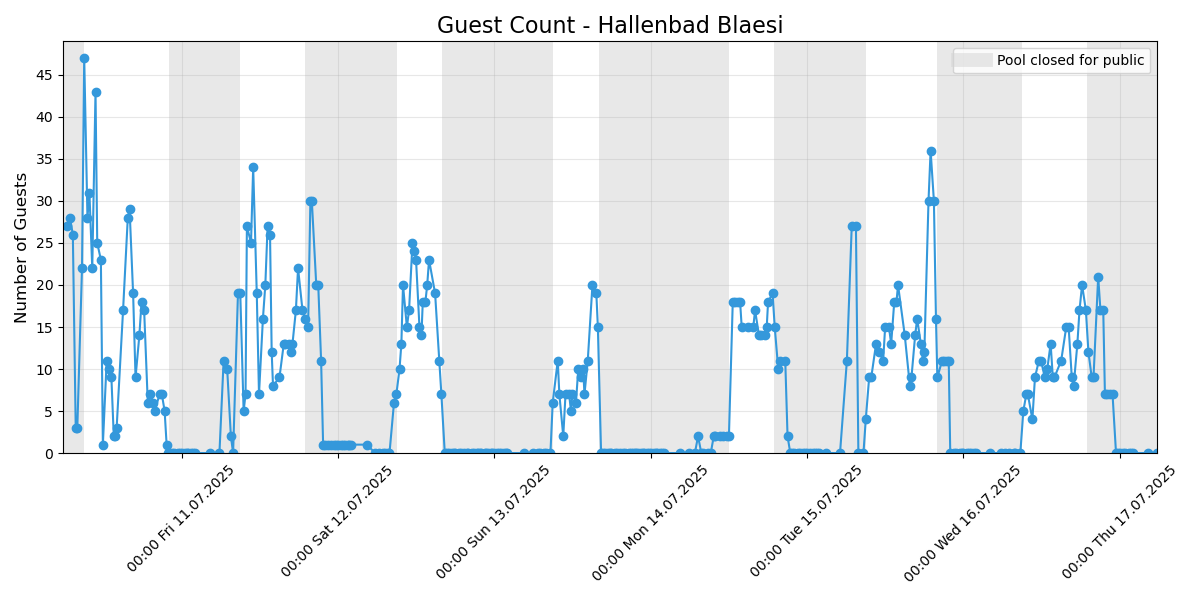 Guest Count - Hallenbad Blaesi
Pool closed for public
Number of Guests
45
40
35
30
25
20
15
10
5
0
00:00 Fri 11.07.2025
00:00 Sat 12.07.2025
00:00 Sun 13.07.2025
00:00 Mon 14.07.2025
00:00 Tue 15.07.2025
00:00 Wed 16.07.2025
00:00 Thu 17.07.2025